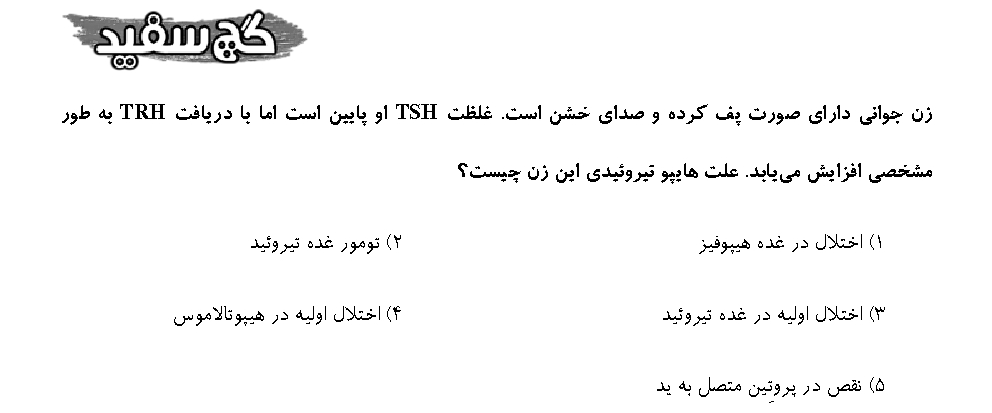 گچ سفید
زن جوانی دارای صورت پف کرده و صدای خشن است. غلظت TSH او پایین است اما با دریافت TRH به طور
مشخصی افزایش می‌یابد. علت هایپو تیروئیدی این زن چیست؟
۱) اختلال در غده هیپوفیز
۲) تومور غده تیروئید
۳) اختلال اولیه در غده تیروئید
۴) اختلال اولیه در هیپوتالاموس
۵) نقص در پروتین متصل به ید